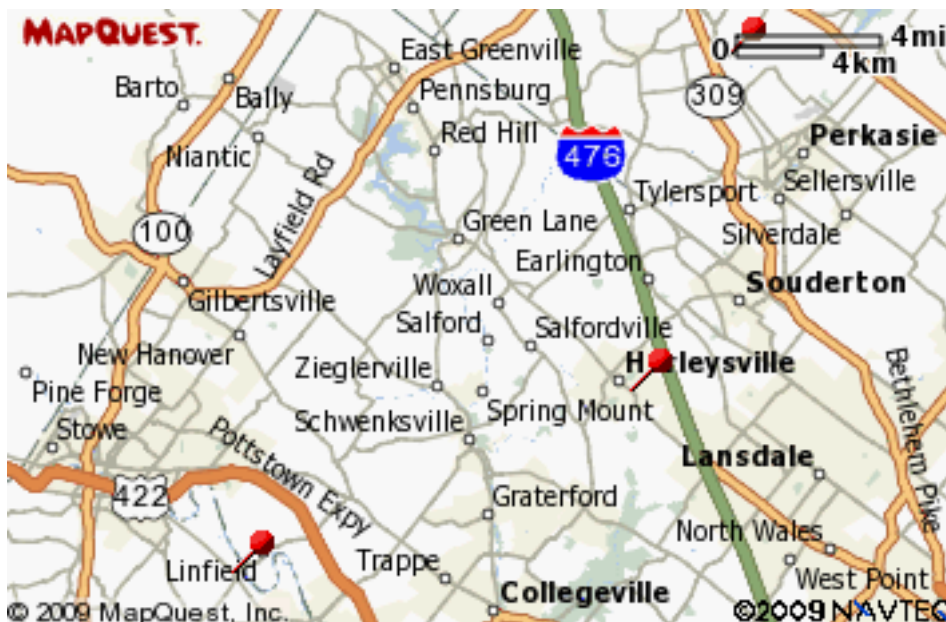 MAPQUEST.
0 4mi
4km
East Greenville
Barto
Bally
Pennsburg
309
Red Hill
Perkasie
Niantic
476
Sellersville
Tylersport
Layfield Rd
100
Green Lane
Silverdale
Earlington
Woxall
Souderton
Gilbertsville
Salford
Salfordville
New Hanover
Zieglerville
Harleysville
Pine Forge
Bethlehem Pike
Spring Mount
Schwenksville
Stowe
Pottstown Expy
Lansdale
422
Graterford
North Wales
Trappe
Linfield
West Point
Collegeville
© 2009 MapQuest, Inc.
©2009 NAVTEQ